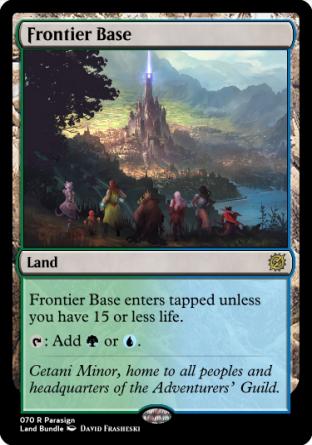 Frontier Base
Land
Frontier Base enters tapped unless
you have 15 or less life.
: Add or .
Cetani Minor, home to all peoples and
headquarters of the Adventurers' Guild.
070 R Parasign
Land Bundle David Frasheski